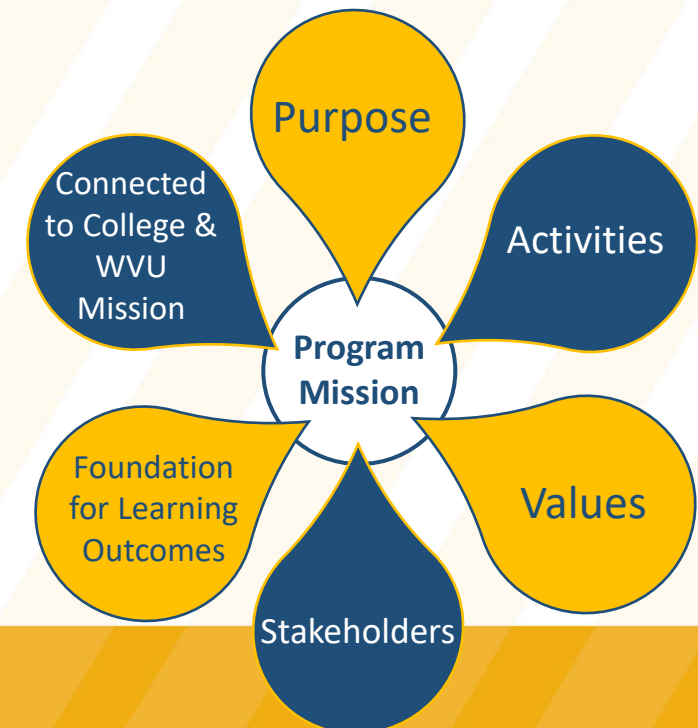 Purpose
Connected
to College &
WVU
Mission
Activities
Program
Mission
Foundation
for Learning
Outcomes
Values
Stakeholders